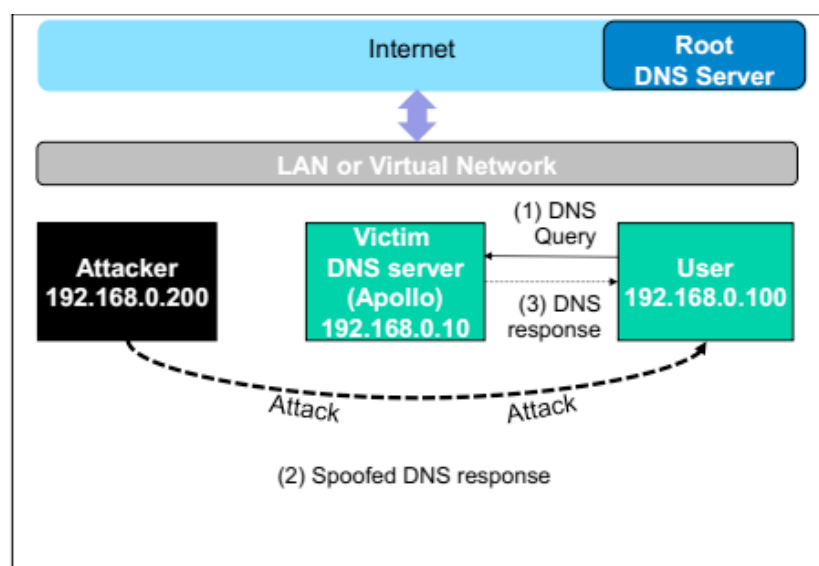 Internet
Root
DNS Server
LAN or Virtual Network
Attacker
192.168.0.200
Victim
DNS server
(Apollo)
192.168.0.10
(1) DNS
Query
(3) DNS
response
User
192.168.0.100
Attack
Attack
(2) Spoofed DNS response